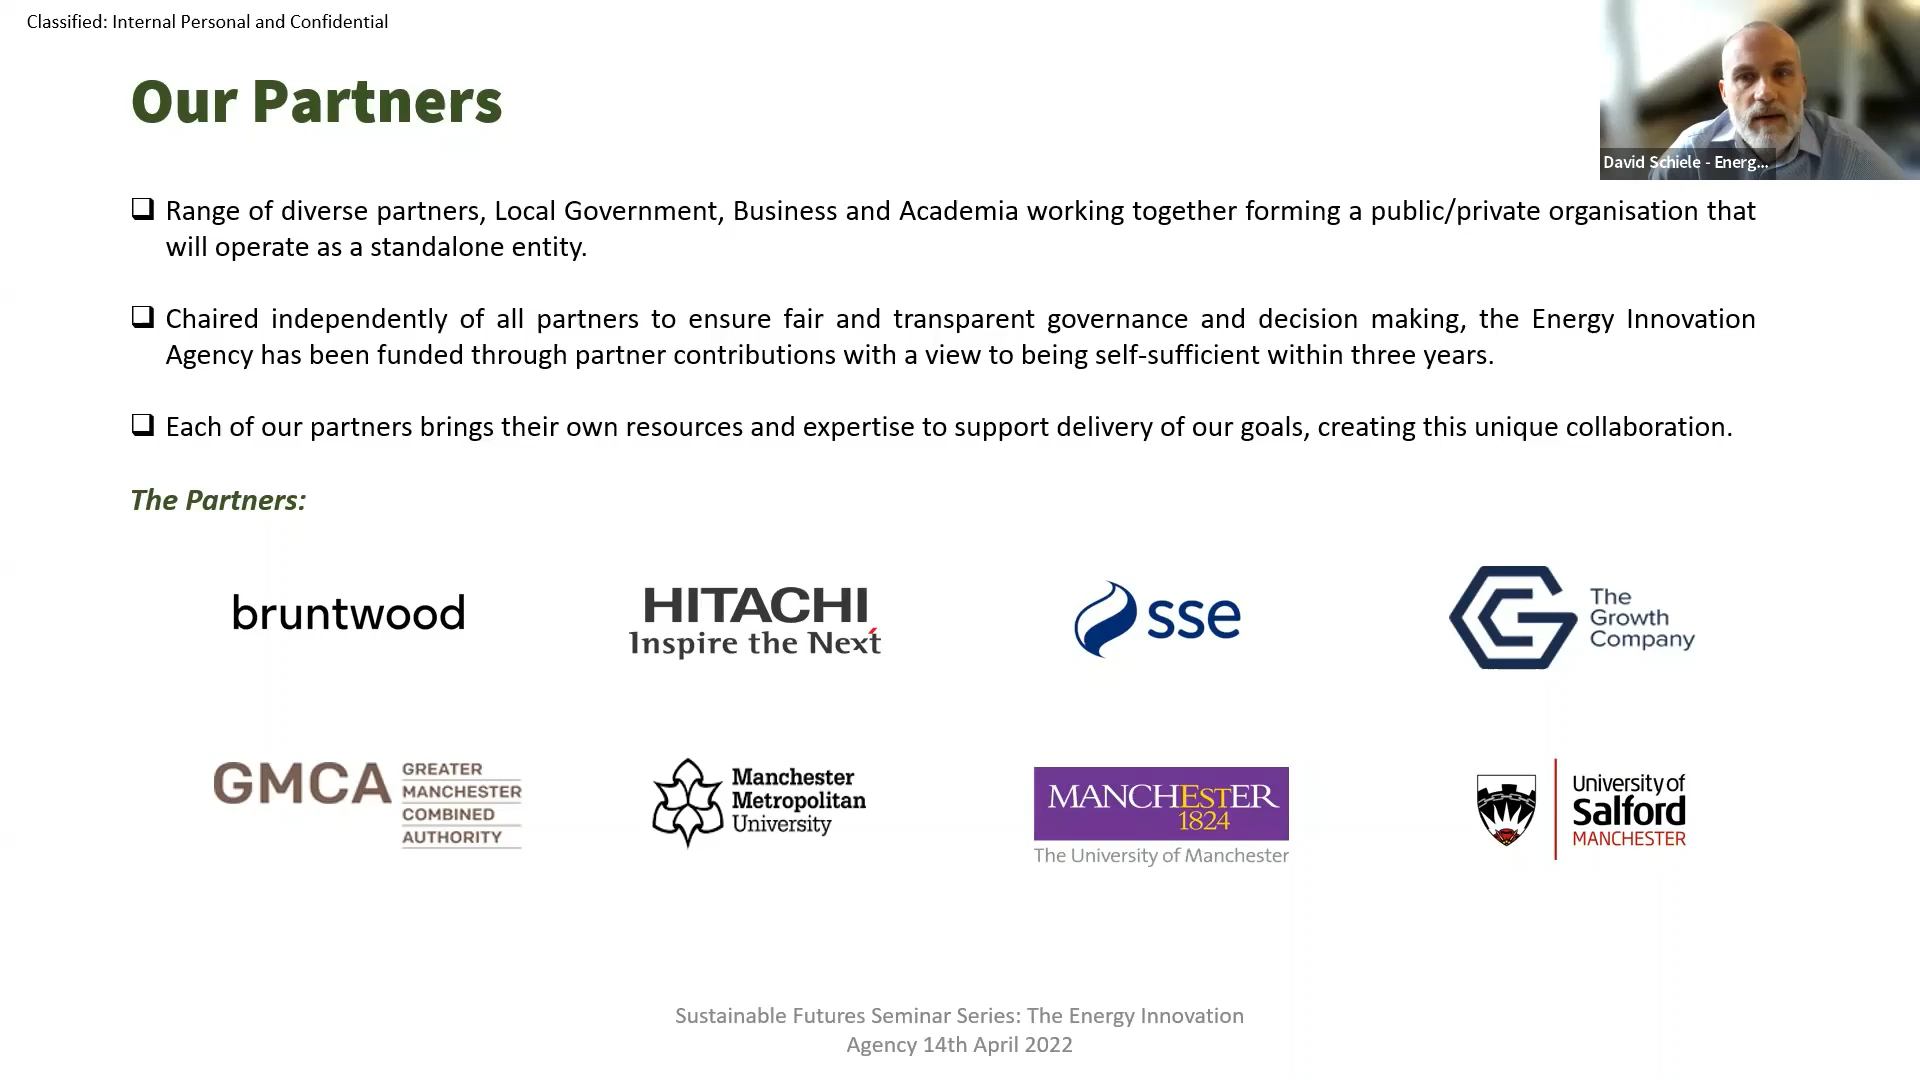 Classified: Internal Personal and Confidential
Our Partners
David Schiele - Energ...
❑ Range of diverse partners, Local Government, Business and Academia working together forming a public/private organisation that
will operate as a standalone entity.
❑ Chaired independently of all partners to ensure fair and transparent governance and decision making, the Energy Innovation
Agency has been funded through partner contributions with a view to being self-sufficient within three years.
❑ Each of our partners brings their own resources and expertise to support delivery of our goals, creating this unique collaboration.
The Partners:
bruntwood
HITACHI
Inspire the Next
sse
The
Growth
Company
GMCA
GREATER
MANCHESTER
COMBINED
AUTHORITY
Manchester
Metropolitan
University
MANCHESTER
1824
The University of Manchester
University of
Salford
MANCHESTER
Sustainable Futures Seminar Series: The Energy Innovation
Agency 14th April 2022